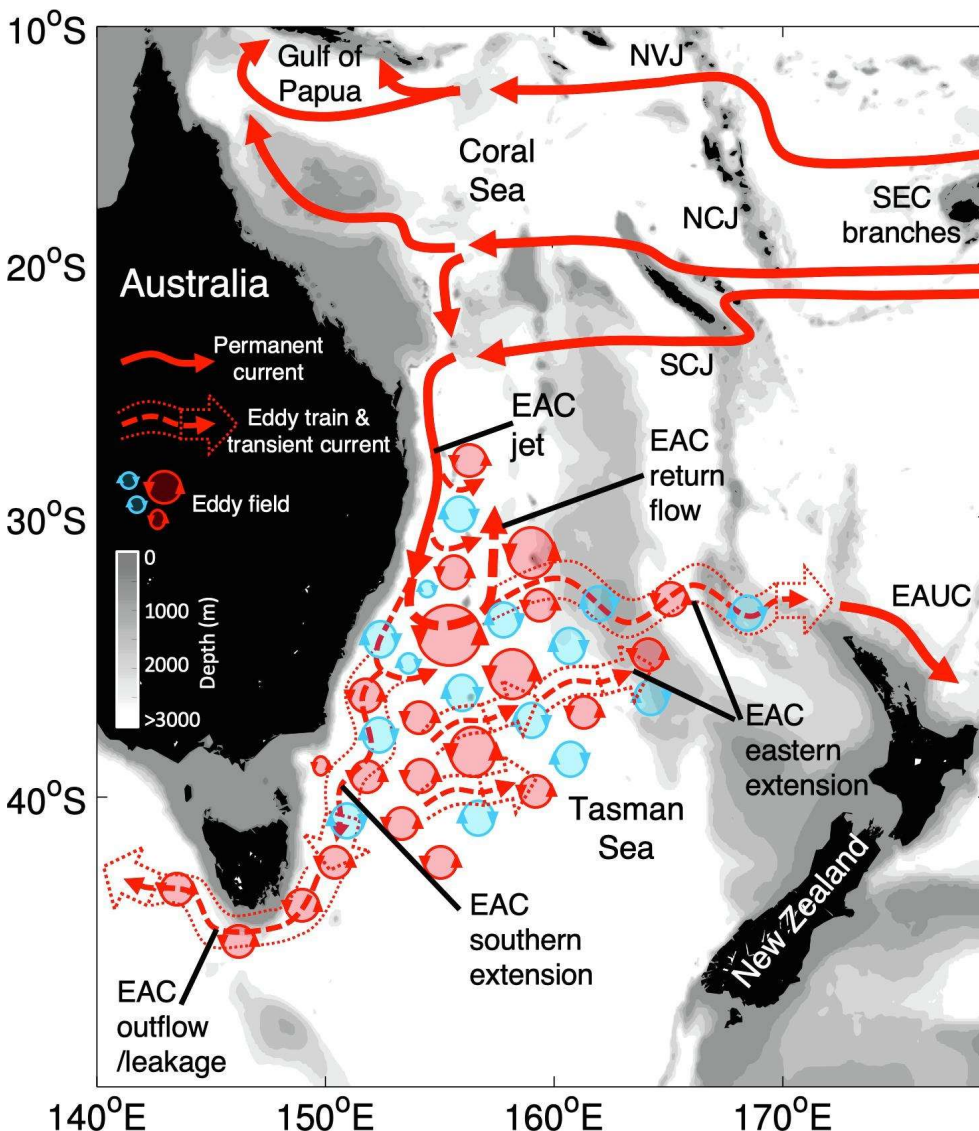 10°S
Gulf of
Papua
NVJ
Coral
Sea
NCJ
SEC
branches
20°S
Australia
Permanent
current
SCJ
Eddy train &
transient current
EAC
jet
EAC
return
flow
Eddy field
30°S
0
1000
2000
>3000
Depth (m)
EAUC
EAC
eastern
extension
40°S
Tasman
Sea
EAC
southern
extension
New Zealand
EAC
outflow
/leakage
140°E
150°E
160°E
170°E